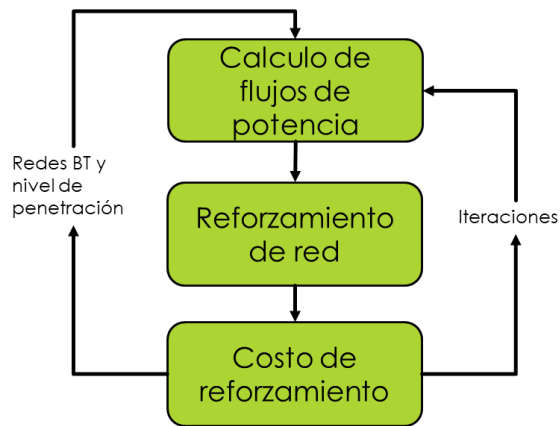 Calculo de
flujos de
potencia
Redes BT y
nivel de
penetración
Reforzamiento
de red
Iteraciones
Costo de
reforzamiento